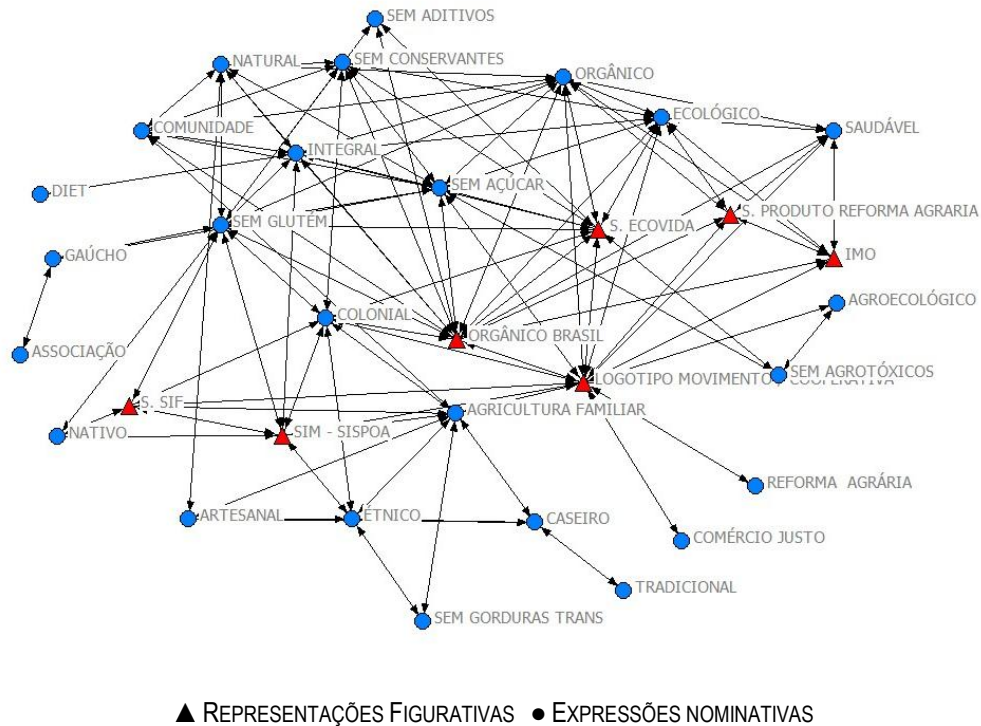 SEM ADITIVOS
NATURAL
SEM CONSERVANTES
ORGÂNICO
ECOLÓGICO
COMUNIDADE
SAUDÁVEL
INTEGRAL
DIET
SEM AÇÚCAR
S. PRODUTO REFORMA AGRARIA
SEM GLUTÉM
S. ECOVIDA
GAÚCHO
IMO
AGROECOLÓGICO
COLONIAL
ORGÂNICO BRASIL
ASSOCIAÇÃO
SEM AGROTÓXICOS
LOGOTIPO MOVIMENTO COOPERATIVA
S. SIF
AGRICULTURA FAMILIAR
NATIVO
SIM - SISPOA
REFORMA AGRÁRIA
ARTESANAL
ÉTNICO
CASEIRO
COMÉRCIO JUSTO
TRADICIONAL
SEM GORDURAS TRANS
▲ REPRESENTAÇÕES FIGURATIVAS ● EXPRESSÕES NOMINATIVAS